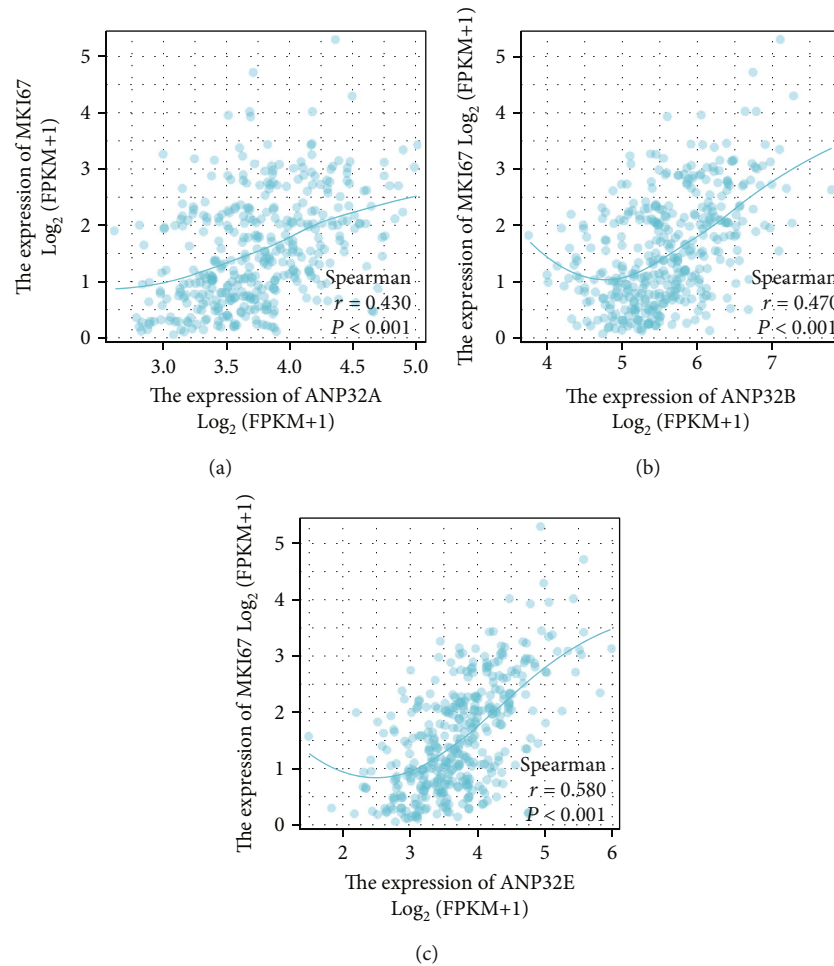 The expression of MKI67
Log2 (FPKM+1)
5
4
3
2
1
0
Spearman
r = 0.430
P < 0.001
3.0 3.5 4.0 4.5 5.0
The expression of ANP32A
Log2 (FPKM+1)
(a)
The expression of MKI67 Log2 (FPKM+1)
5
4
3
2
1
0
Spearman
r = 0.470
P < 0.001
4 5 6 7
The expression of ANP32B
Log2 (FPKM+1)
(b)
The expression of MKI67 Log2 (FPKM+1)
5
4
3
2
1
0
Spearman
r = 0.580
P < 0.001
2 3 4 5 6
The expression of ANP32E
Log2 (FPKM+1)
(c)